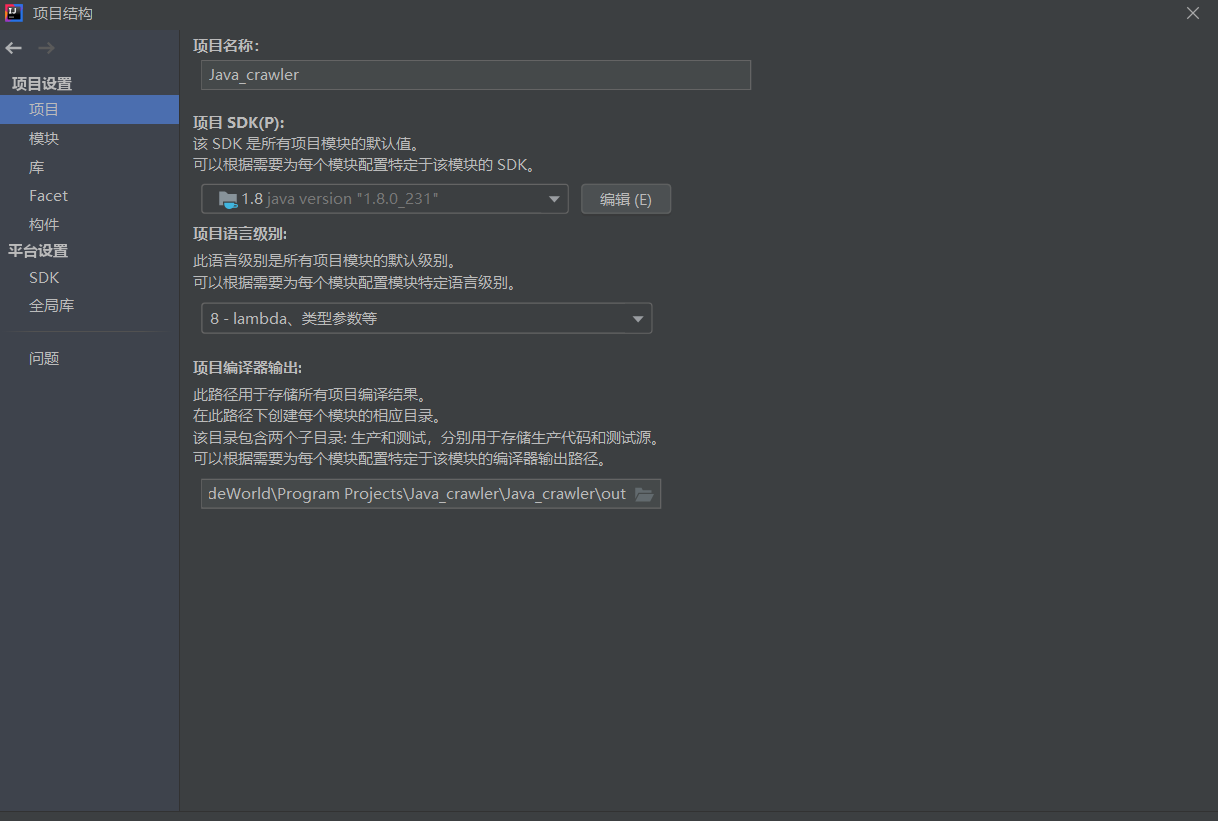 项目结构
项目设置
项目
模块
库
Facet
构件
平台设置
SDK
全局库
问题
项目名称:
Java_crawler
项目 SDK(P):
该 SDK 是所有项目模块的默认值。
可以根据需要为每个模块配置特定于该模块的 SDK。
1.8 java version "1.8.0_231"
编辑 (E)
项目语言级别:
此语言级别是所有项目模块的默认级别。
可以根据需要为每个模块配置模块特定语言级别。
8 - lambda、类型参数等
项目编译器输出:
此路径用于存储所有项目编译结果。
在此路径下创建每个模块的相应目录。
该目录包含两个子目录: 生产和测试，分别用于存储生产代码和测试源。
可以根据需要为每个模块配置特定于该模块的编译器输出路径。
deWorld\Program Projects\Java_crawler\Java_crawler\out